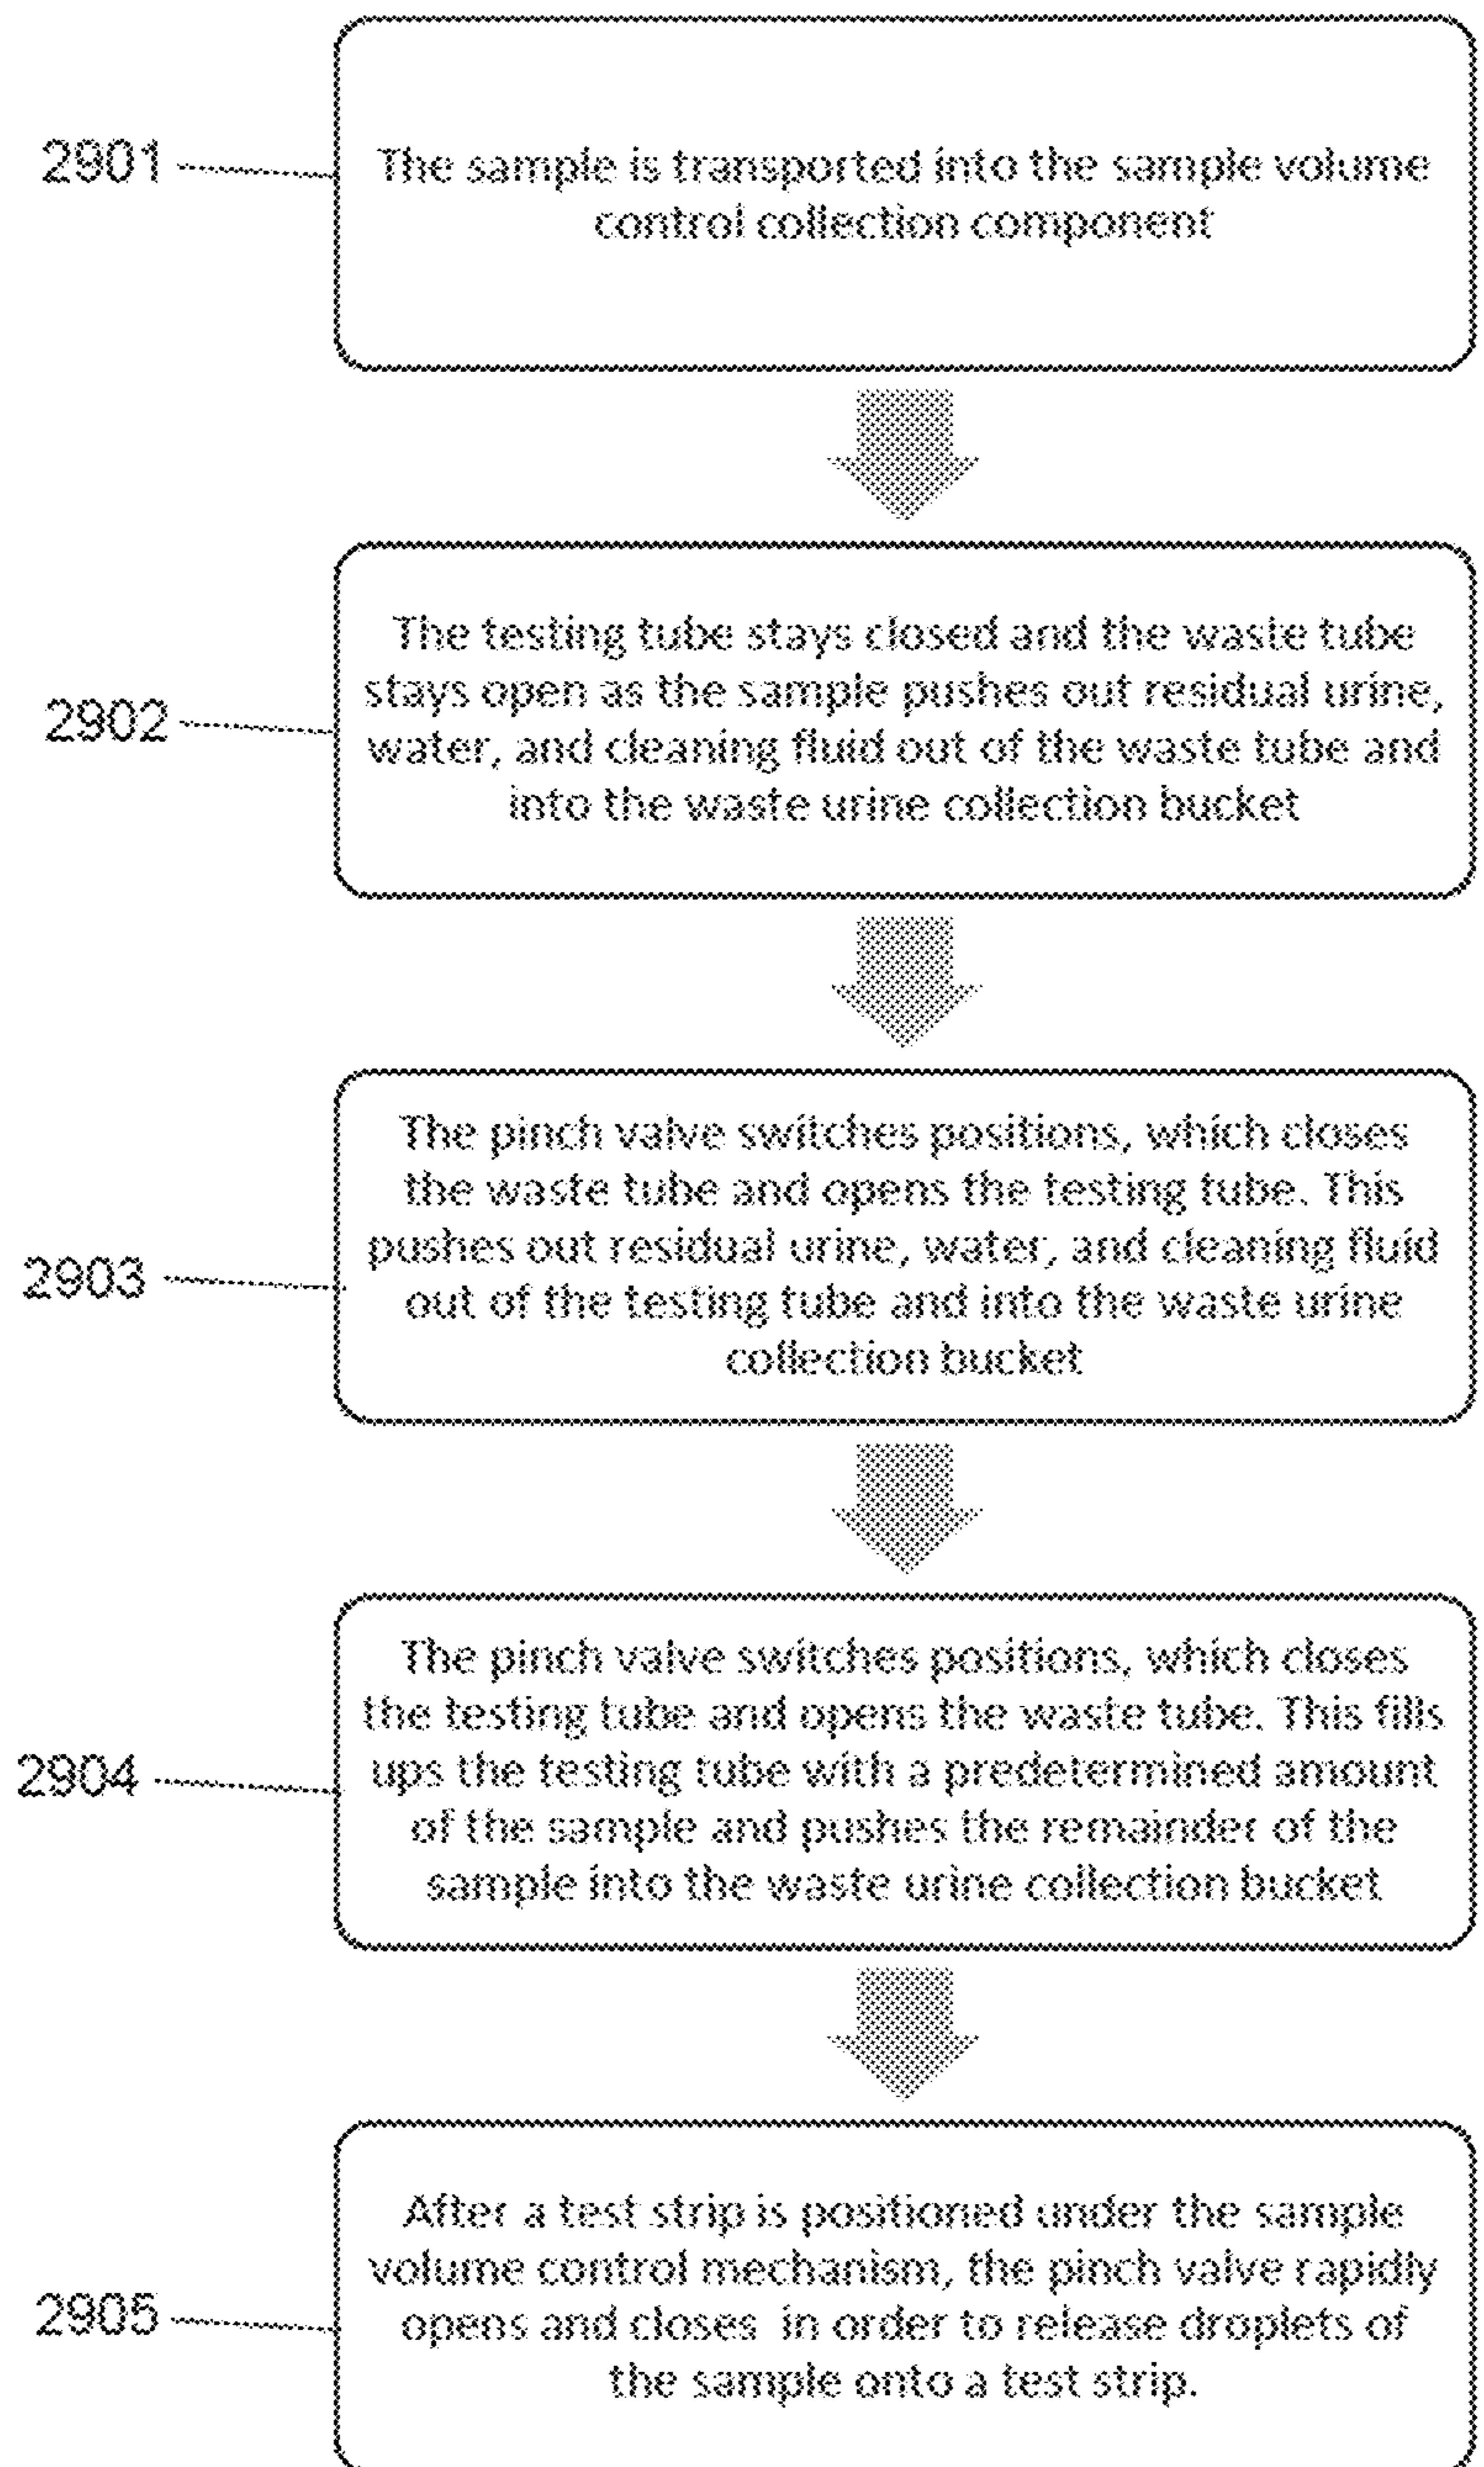 2901
The sample is transported into the sample volume
control collection component
2902
The testing tube stays closed and the waste tube
stays open as the sample pushes out residual urine,
water, and cleaning fluid out of the waste tube and
into the waste urine collection bucket
2903
The pinch valve switches positions, which closes
the waste tube and opens the testing tube. This
pushes out residual urine, water, and cleaning fluid
out of the testing tube and into the waste urine
collection bucket
2904
The pinch valve switches positions, which closes
the testing tube and opens the waste tube. This fills
ups the testing tube with a predetermined amount
of the sample and pushes the remainder of the
sample into the waste urine collection bucket
2905
After a test strip is positioned under the sample
volume control mechanism, the pinch valve rapidly
opens and closes in order to release droplets of
the sample onto a test strip.